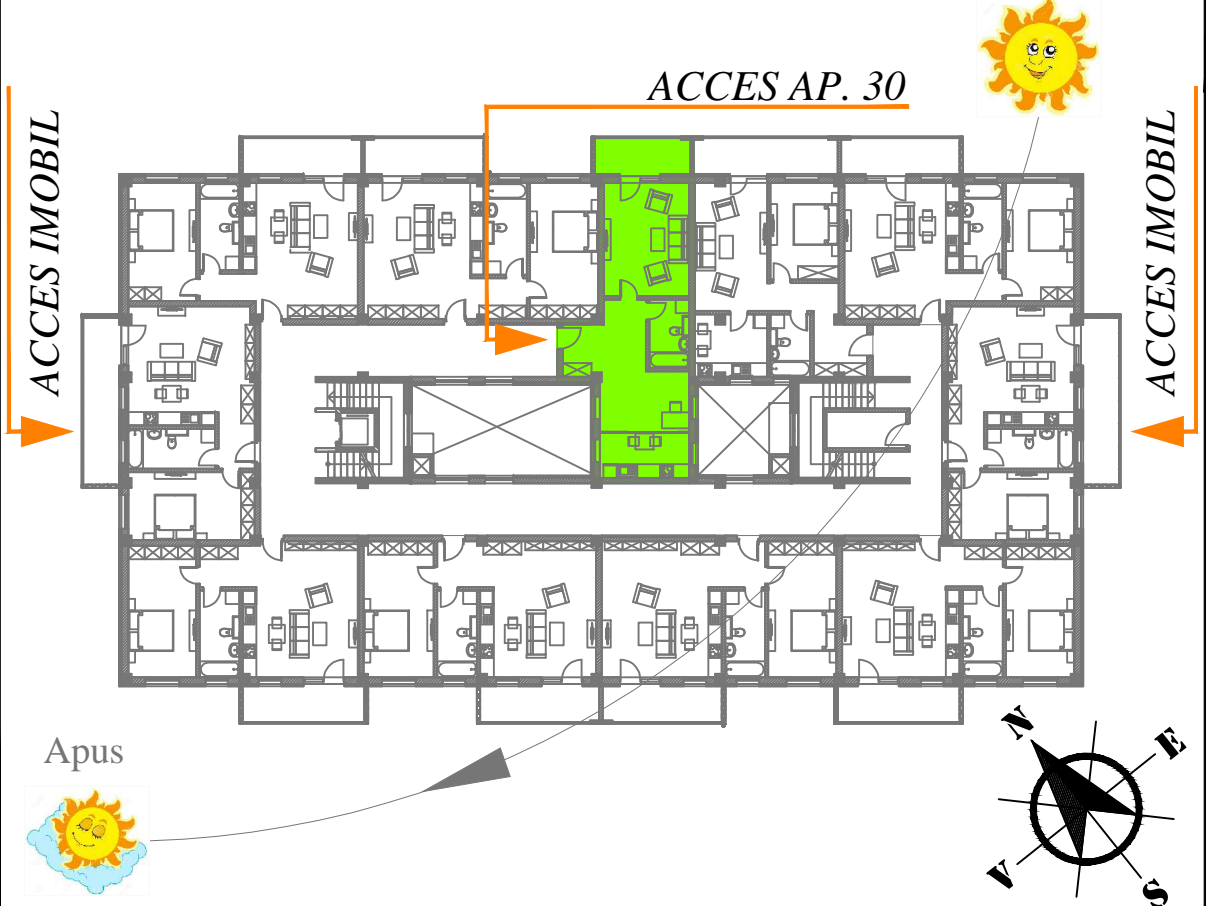 ACCES AP. 30
ACCES IMOBIL
ACCES IMOBIL
Apus
N
E
V
S